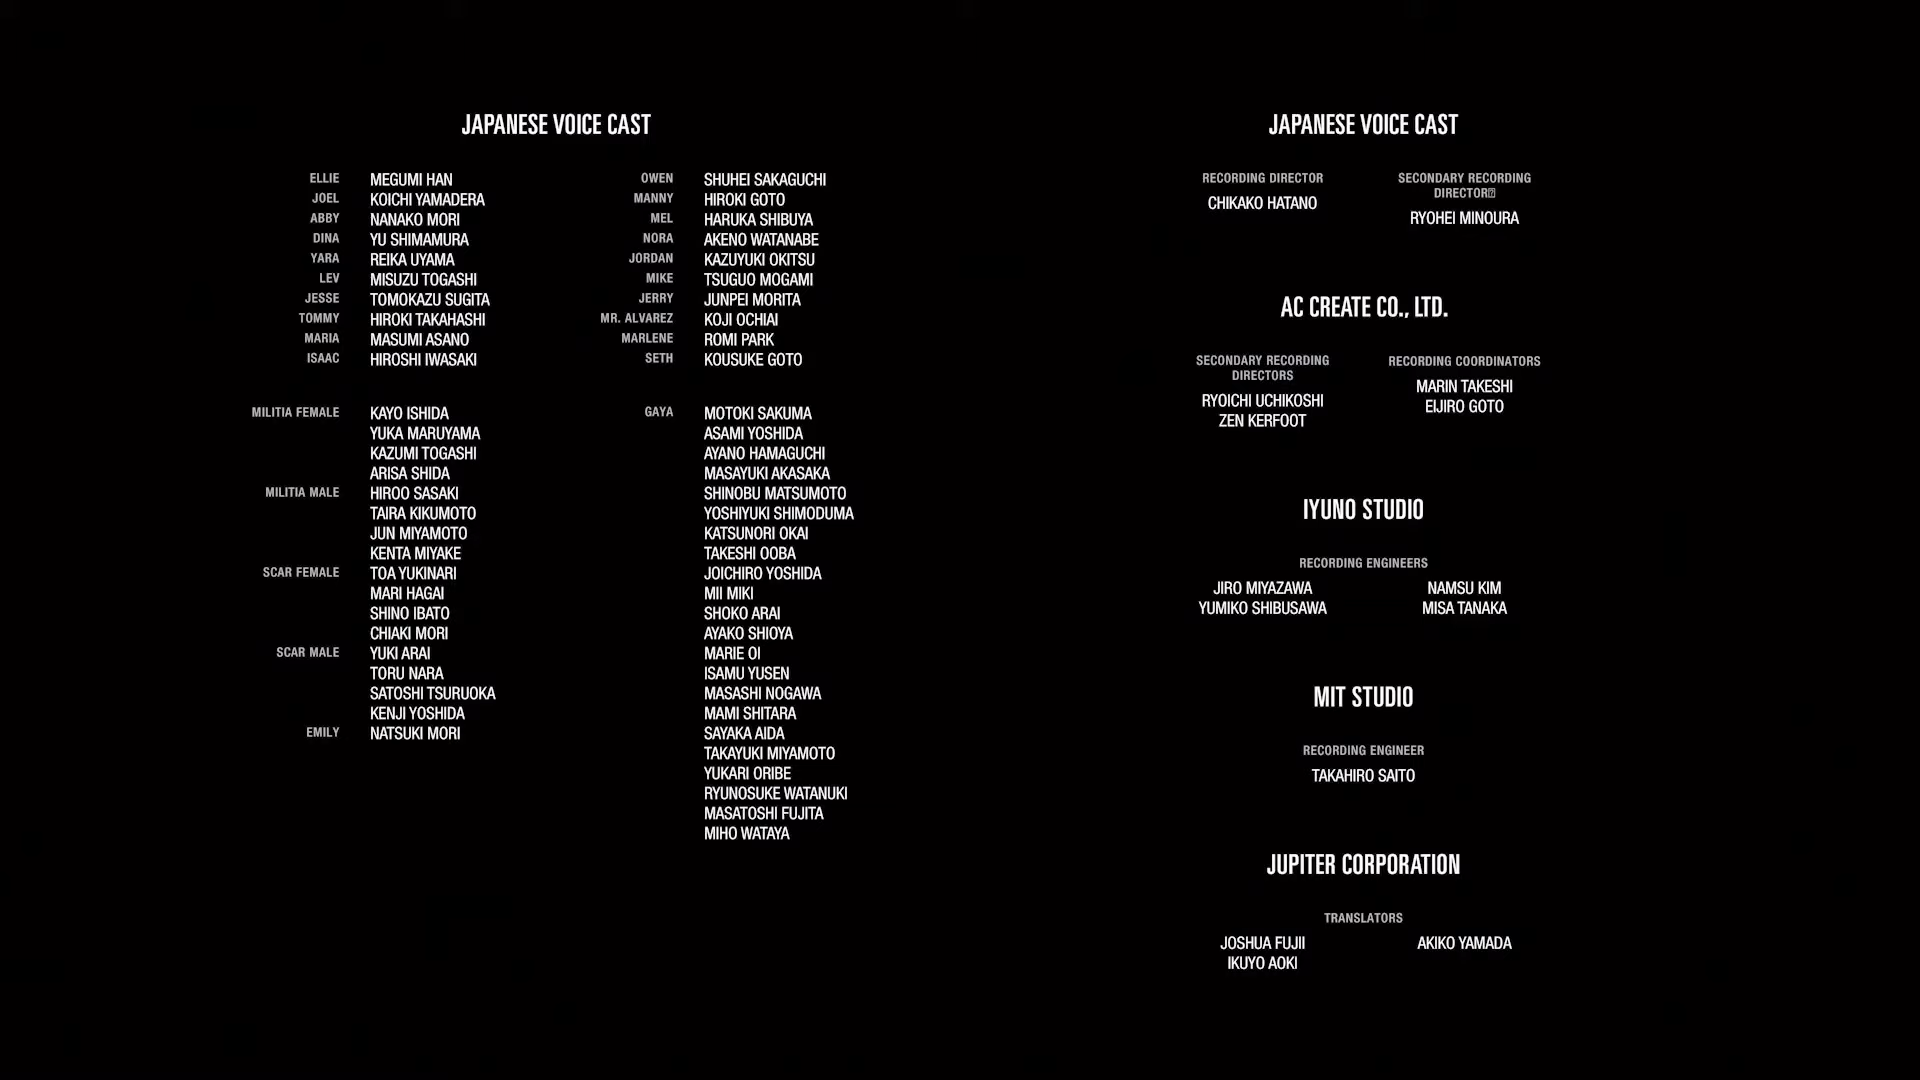 JAPANESE VOICE CAST
ELLIE MEGUMI HAN
JOEL KOICHI YAMADERA
ABBY NANAKO MORI
DINA YU SHIMAMURA
YARA REIKA UYAMA
LEV MISUZU TOGASHI
JESSE TOMOKAZU SUGITA
TOMMY HIROKI TAKAHASHI
MARIA MASUMI ASANO
ISAAC HIROSHI IWASAKI
OWEN SHUHEI SAKAGUCHI
MANNY HIROKI GOTO
MEL HARUKA SHIBUYA
NORA AKENO WATANABE
JORDAN KAZUYUKI OKITSU
MIKE TSUGUO MOGAMI
JERRY JUNPEI MORITA
MR. ALVAREZ KOJI OCHIAI
MARLENE ROMI PARK
SETH KOUSUKE GOTO
MILITIA FEMALE KAYO ISHIDA
YUKA MARUYAMA
KAZUMI TOGASHI
ARISA SHIDA
MILITIA MALE HIROO SASAKI
TAIRA KIKUMOTO
JUN MIYAMOTO
KENTA MIYAKE
SCAR FEMALE TOA YUKINARI
MARI HAGAI
SHINO IBATO
CHIAKI MORI
SCAR MALE YUKI ARAI
TORU NARA
SATOSHI TSURUOKA
KENJI YOSHIDA
EMILY NATSUKI MORI
GAYA MOTOKI SAKUMA
ASAMI YOSHIDA
AYANO HAMAGUCHI
MASAYUKI AKASAKA
SHINOBU MATSUMOTO
YOSHIYUKI SHIMODUMA
KATSUNORI OKAI
TAKESHI OOBA
JOICHIRO YOSHIDA
MII MIKI
SHOKO ARAI
AYAKO SHIOYA
MARIE OI
ISAMU YUSEN
MASASHI NOGAWA
MAMI SHITARA
SAYAKA AIDA
TAKAYUKI MIYAMOTO
YUKARI ORIBE
RYUNOSUKE WATANUKI
MASATOSHI FUJITA
MIHO WATAYA
JAPANESE VOICE CAST
RECORDING DIRECTOR
CHIKAKO HATANO
SECONDARY RECORDING
DIRECTOR
RYOHEI MINOURA
AC CREATE CO., LTD.
SECONDARY RECORDING
DIRECTORS
RYOICHI UCHIKOSHI
ZEN KERFOOT
RECORDING COORDINATORS
MARIN TAKESHI
EIJIRO GOTO
IYUNO STUDIO
RECORDING ENGINEERS
JIRO MIYAZAWA
YUMIKO SHIBUSAWA
NAMSU KIM
MISA TANAKA
MIT STUDIO
RECORDING ENGINEER
TAKAHIRO SAITO
JUPITER CORPORATION
TRANSLATORS
JOSHUA FUJII
IKUYO AOKI
AKIKO YAMADA